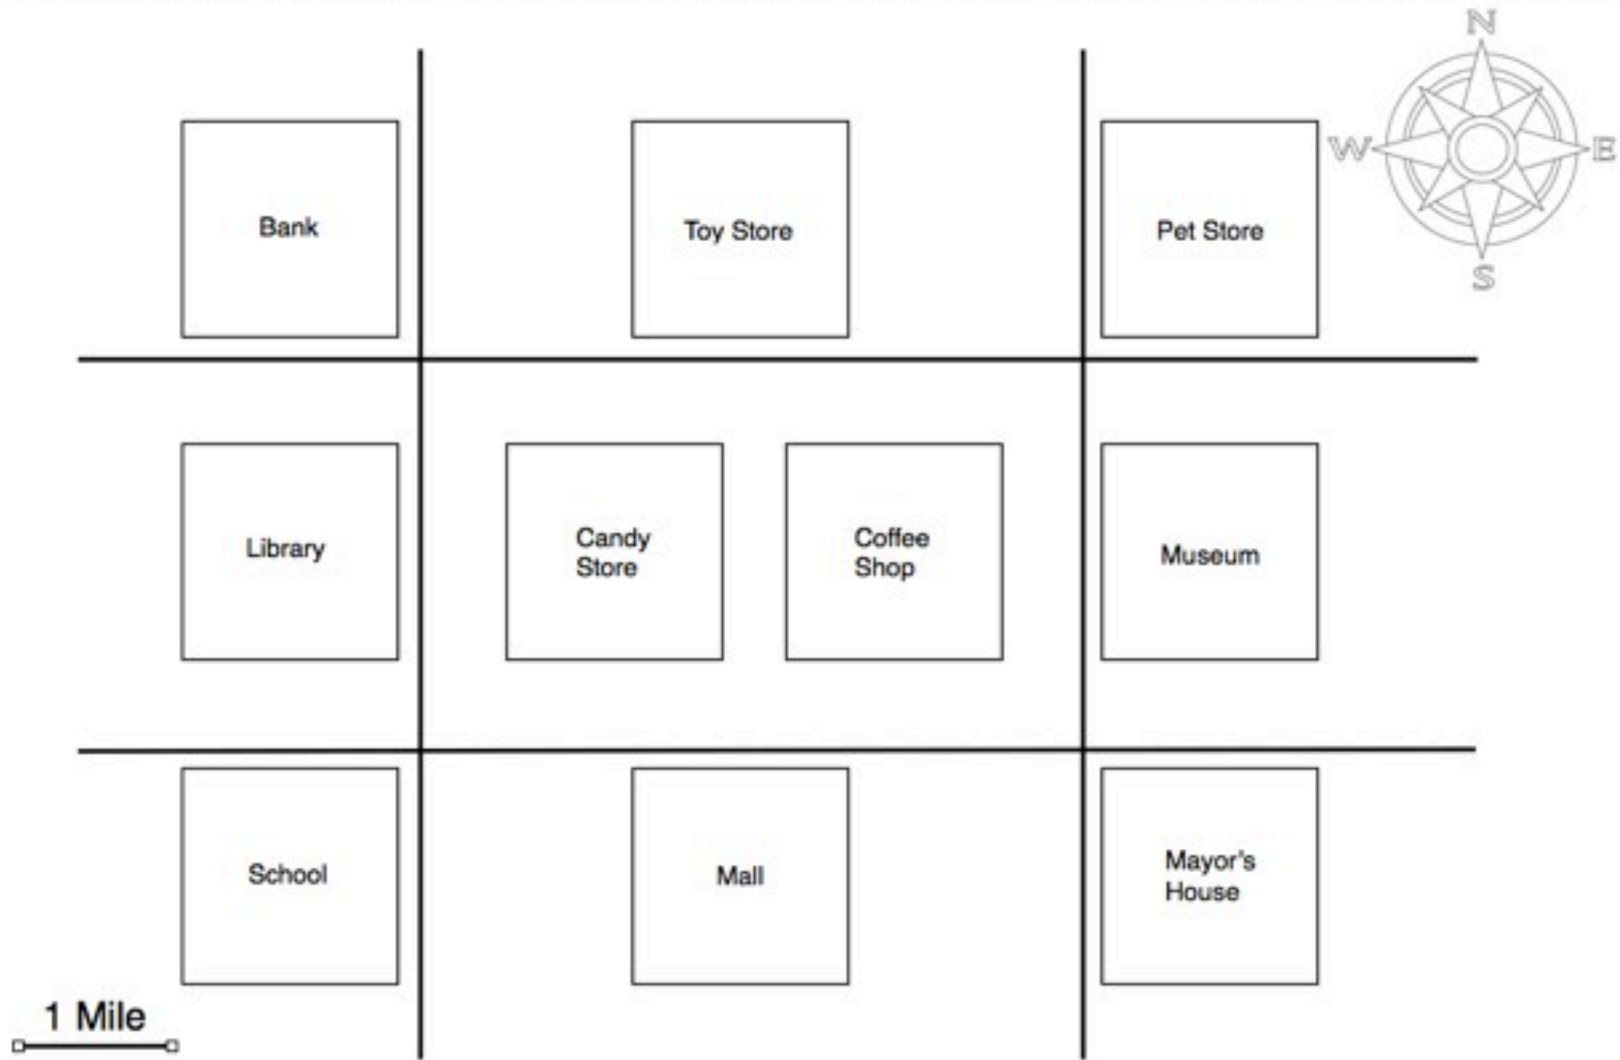 N
W
E
S
Bank
Toy Store
Pet Store
Library
Candy
Store
Coffee
Shop
Museum
School
Mall
Mayor's
House
1 Mile